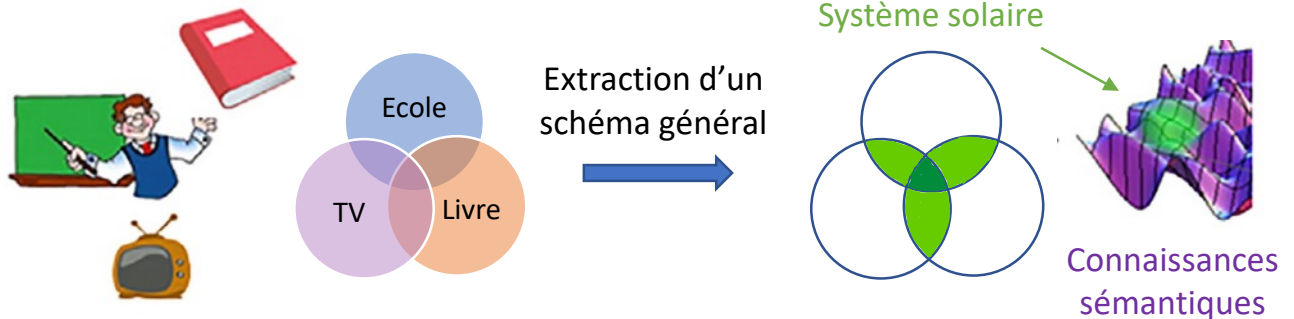 Système solaire
Ecole
TV
Livre
Extraction d’un
schéma général
Connaissances
sémantiques